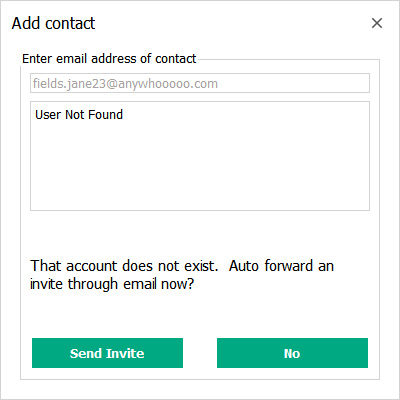 Add contact
Enter email address of contact
fields.jane23@anywhooooo.com
User Not Found
That account does not exist.  Auto forward an
invite through email now?
Send Invite
No